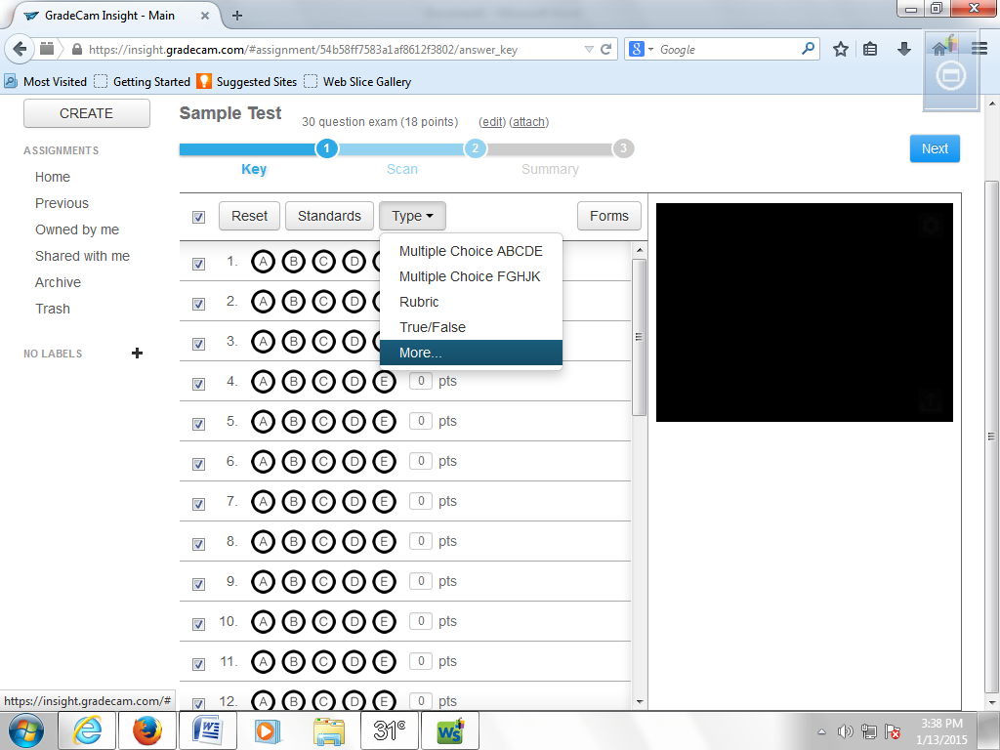 GradeCam Insight - Main
https://insight.gradecam.com/#assignment/54b58ff7583a1af8612f3802/answer_key
Google
Most Visited Getting Started Suggested Sites Web Slice Gallery
CREATE
Sample Test 30 question exam (18 points) (edit) (attach)
ASSIGNMENTS
Home
Previous
Owned by me
Shared with me
Archive
Trash
NO LABELS +
1 2 3
Key Scan Summary
Next
Reset Standards Type Forms
Multiple Choice ABCDE
Multiple Choice FGHJK
Rubric
True/False
More...
1. A B C D
2. A B C D
3. A B C D
4. A B C D E 0 pts
5. A B C D E 0 pts
6. A B C D E 0 pts
7. A B C D E 0 pts
8. A B C D E 0 pts
9. A B C D E 0 pts
10. A B C D E 0 pts
11. A B C D E 0 pts
12. A B C D E 0 pts
https://insight.gradecam.com/#
31°
3:38 PM
1/13/2015